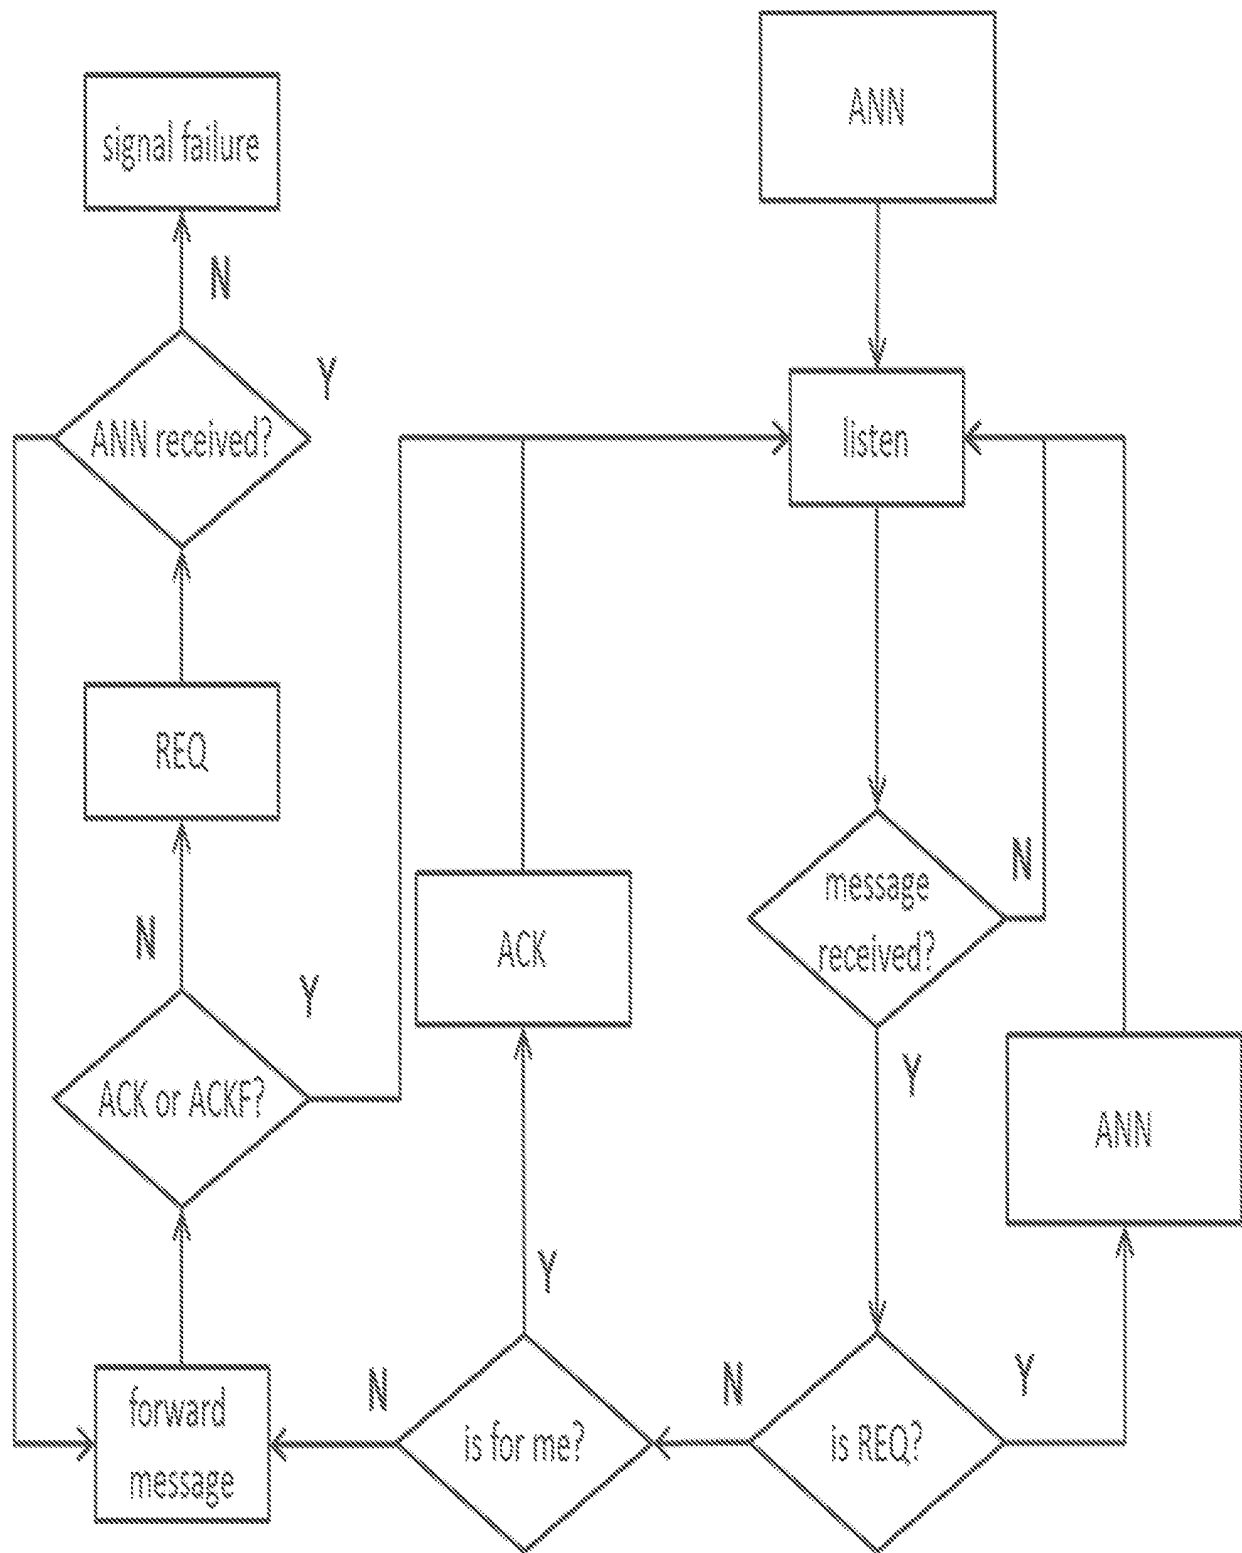 ANN
signal failure
N
Y
ANN received?
listen
REQ
message
received?
N
ACK
N
Y
Y
ACK or ACKF?
ANN
Y
N
N
Y
forward
message
is for me?
is REQ?